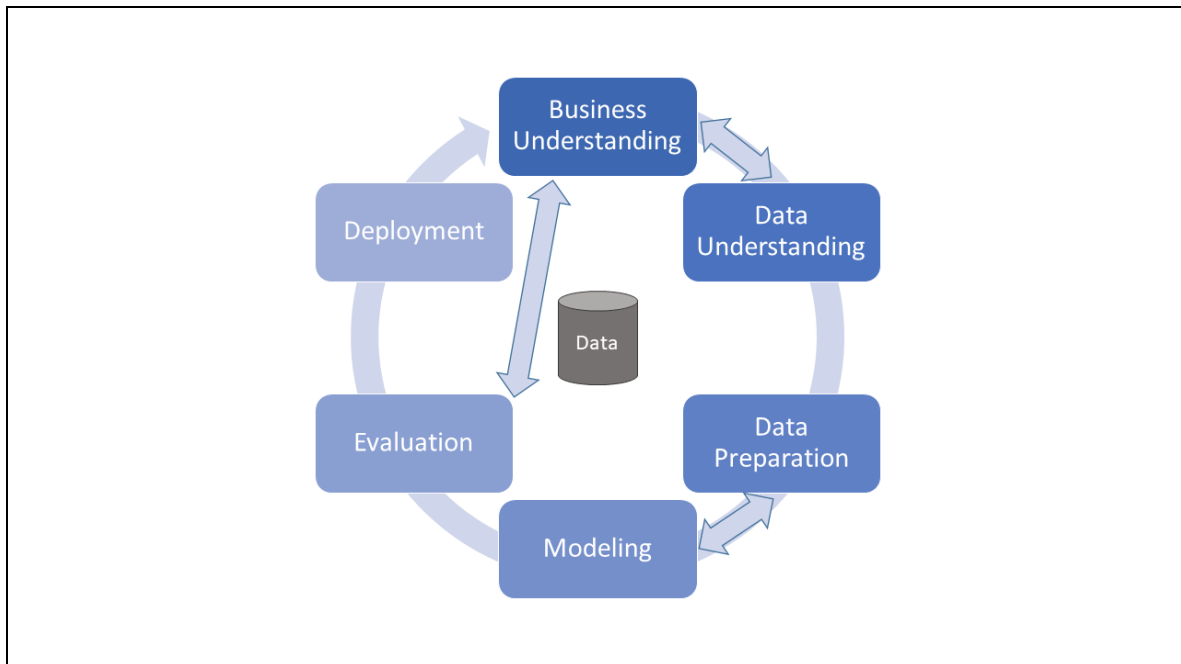 Business
Understanding
Data
Understanding
Deployment
Data
Data
Preparation
Evaluation
Modeling